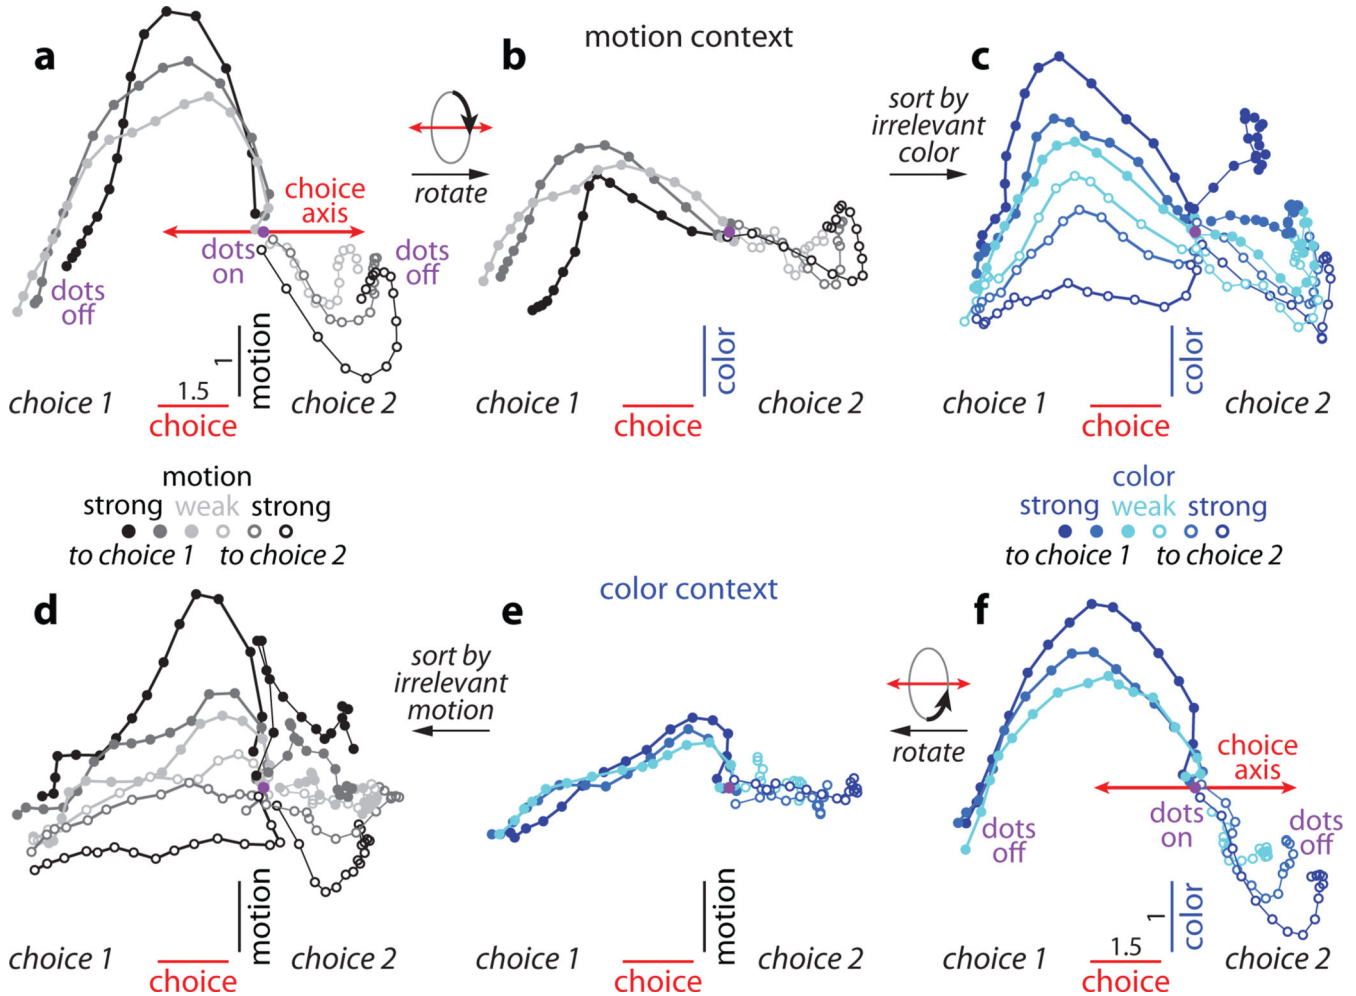 a
b
motion context
c
sort by
irrelevant
color
rotate
choice
axis
dots
on
dots
off
dots
off
1
motion
1.5
choice 1
choice 2
choice
color
choice 1
choice 2
choice
color
choice 1
choice 2
choice
motion
strong weak strong
to choice 1 to choice 2
color
strong weak strong
to choice 1 to choice 2
d
e
color context
f
sort by
irrelevant
motion
rotate
choice
axis
dots
off
dots
on
dots
off
motion
choice 1
choice 2
choice
motion
choice 1
choice 2
choice
1
color
1.5
choice 1
choice 2
choice